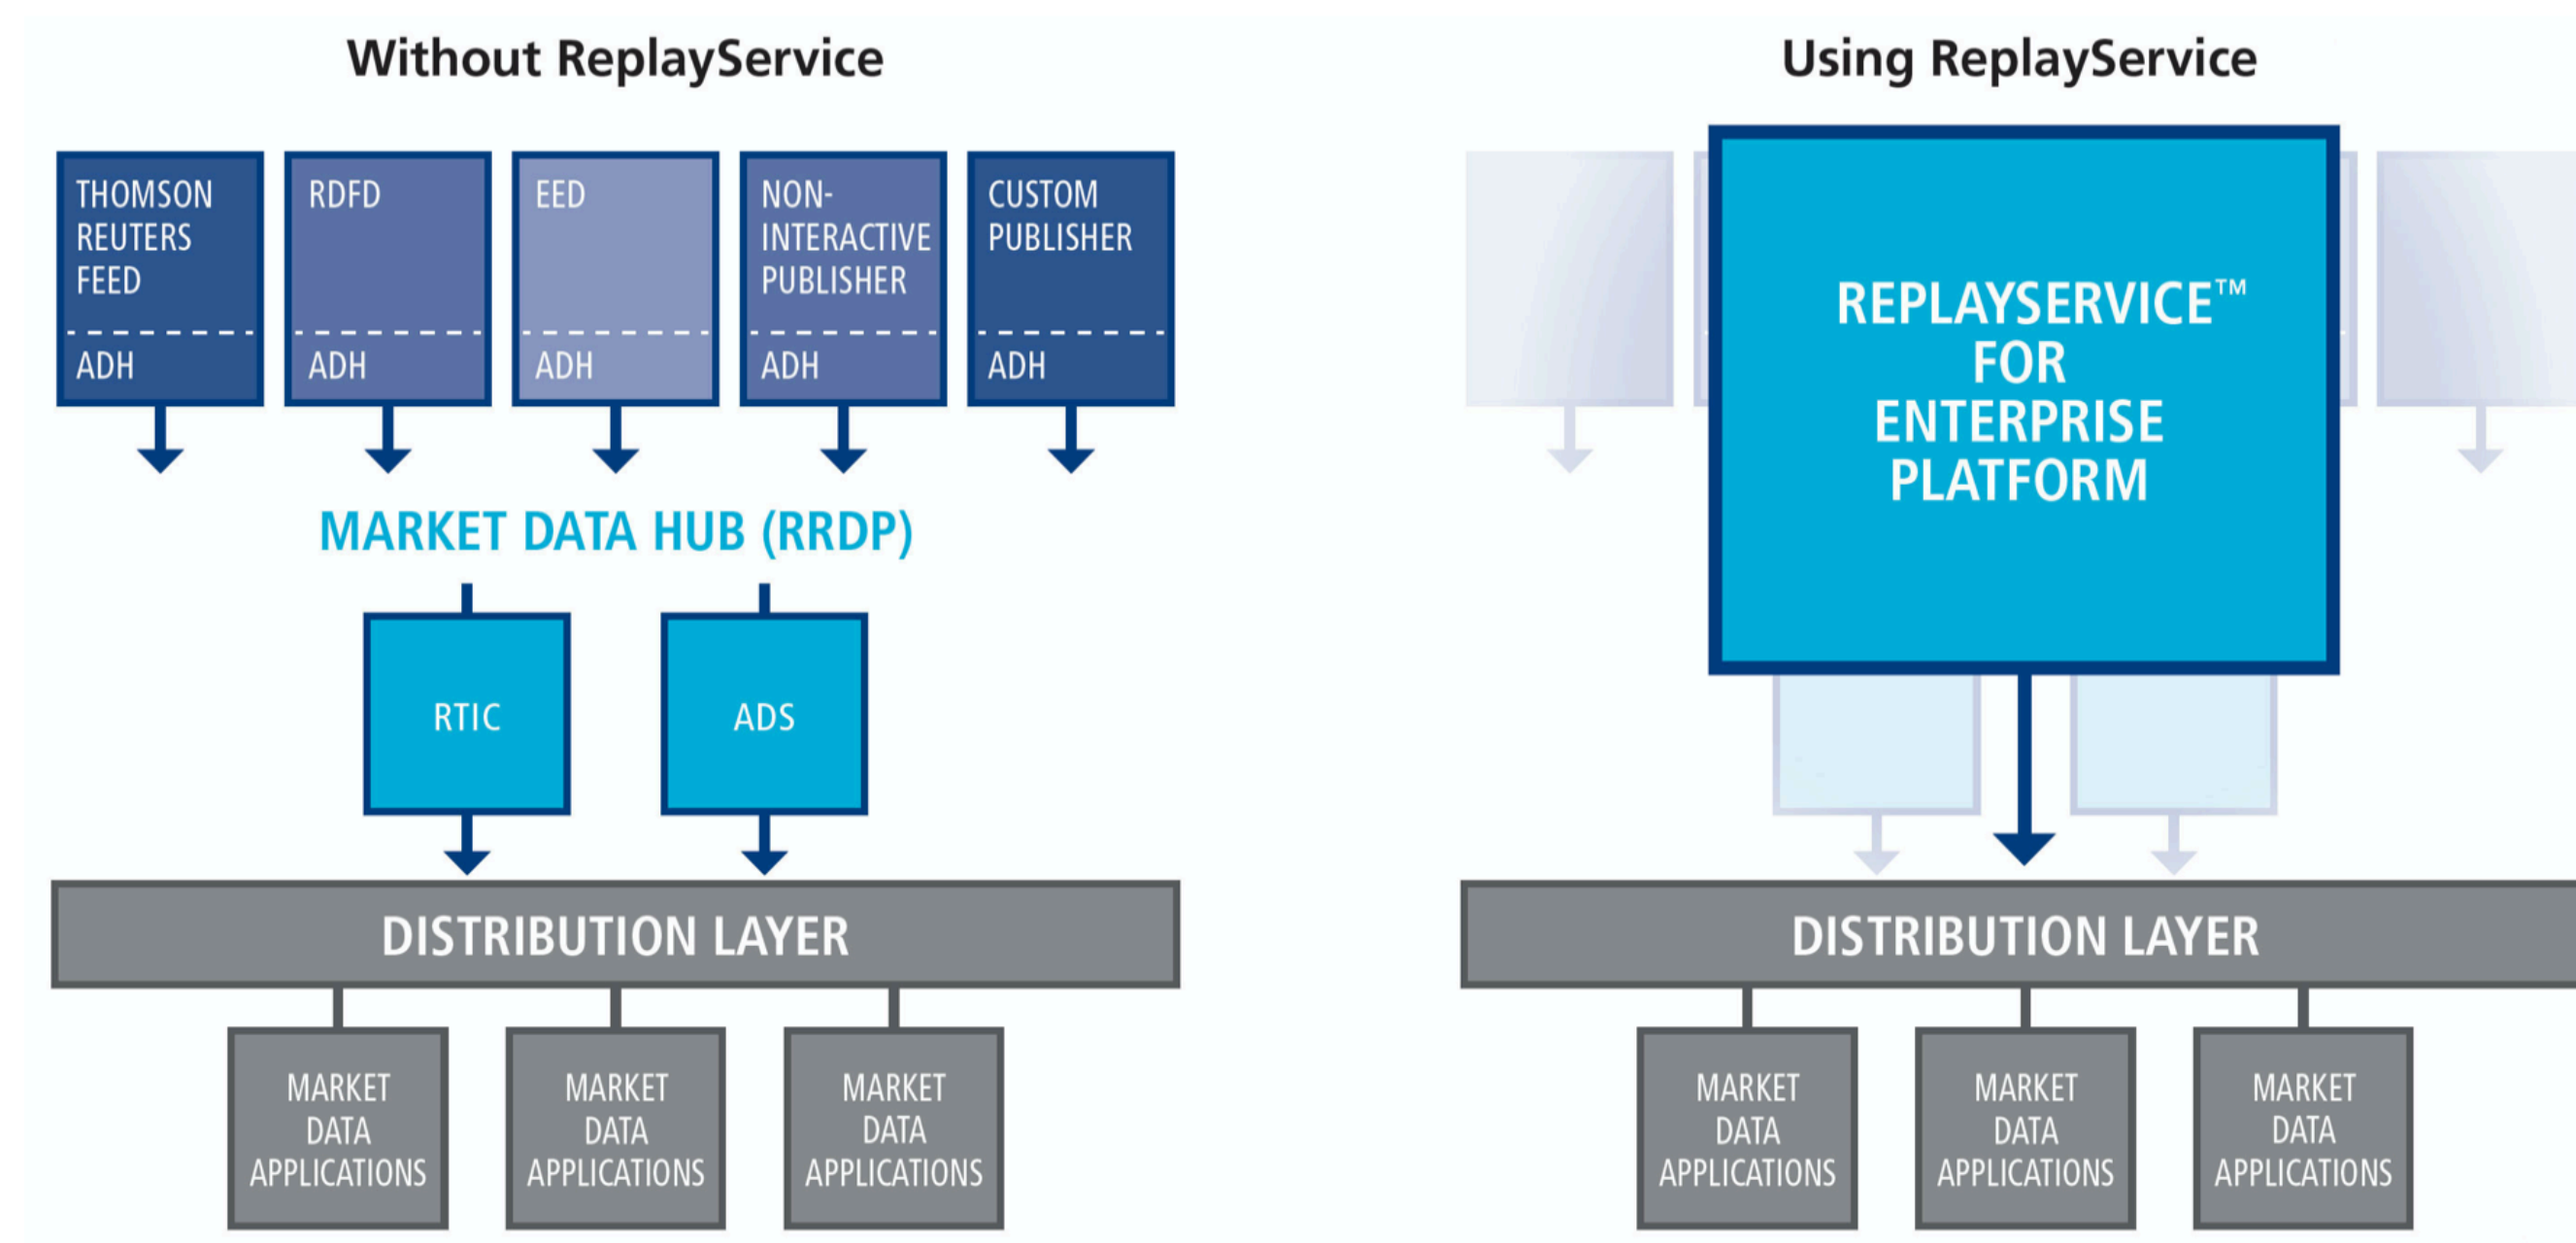 Without ReplayService
THOMSON
REUTERS
FEED
ADH
RDFD
ADH
EED
ADH
NON-
INTERACTIVE
PUBLISHER
ADH
CUSTOM
PUBLISHER
ADH
MARKET DATA HUB (RRDP)
RTIC
ADS
DISTRIBUTION LAYER
MARKET
DATA
APPLICATIONS
MARKET
DATA
APPLICATIONS
MARKET
DATA
APPLICATIONS
Using ReplayService
REPLAYSERVICE™
FOR
ENTERPRISE
PLATFORM
DISTRIBUTION LAYER
MARKET
DATA
APPLICATIONS
MARKET
DATA
APPLICATIONS
MARKET
DATA
APPLICATIONS